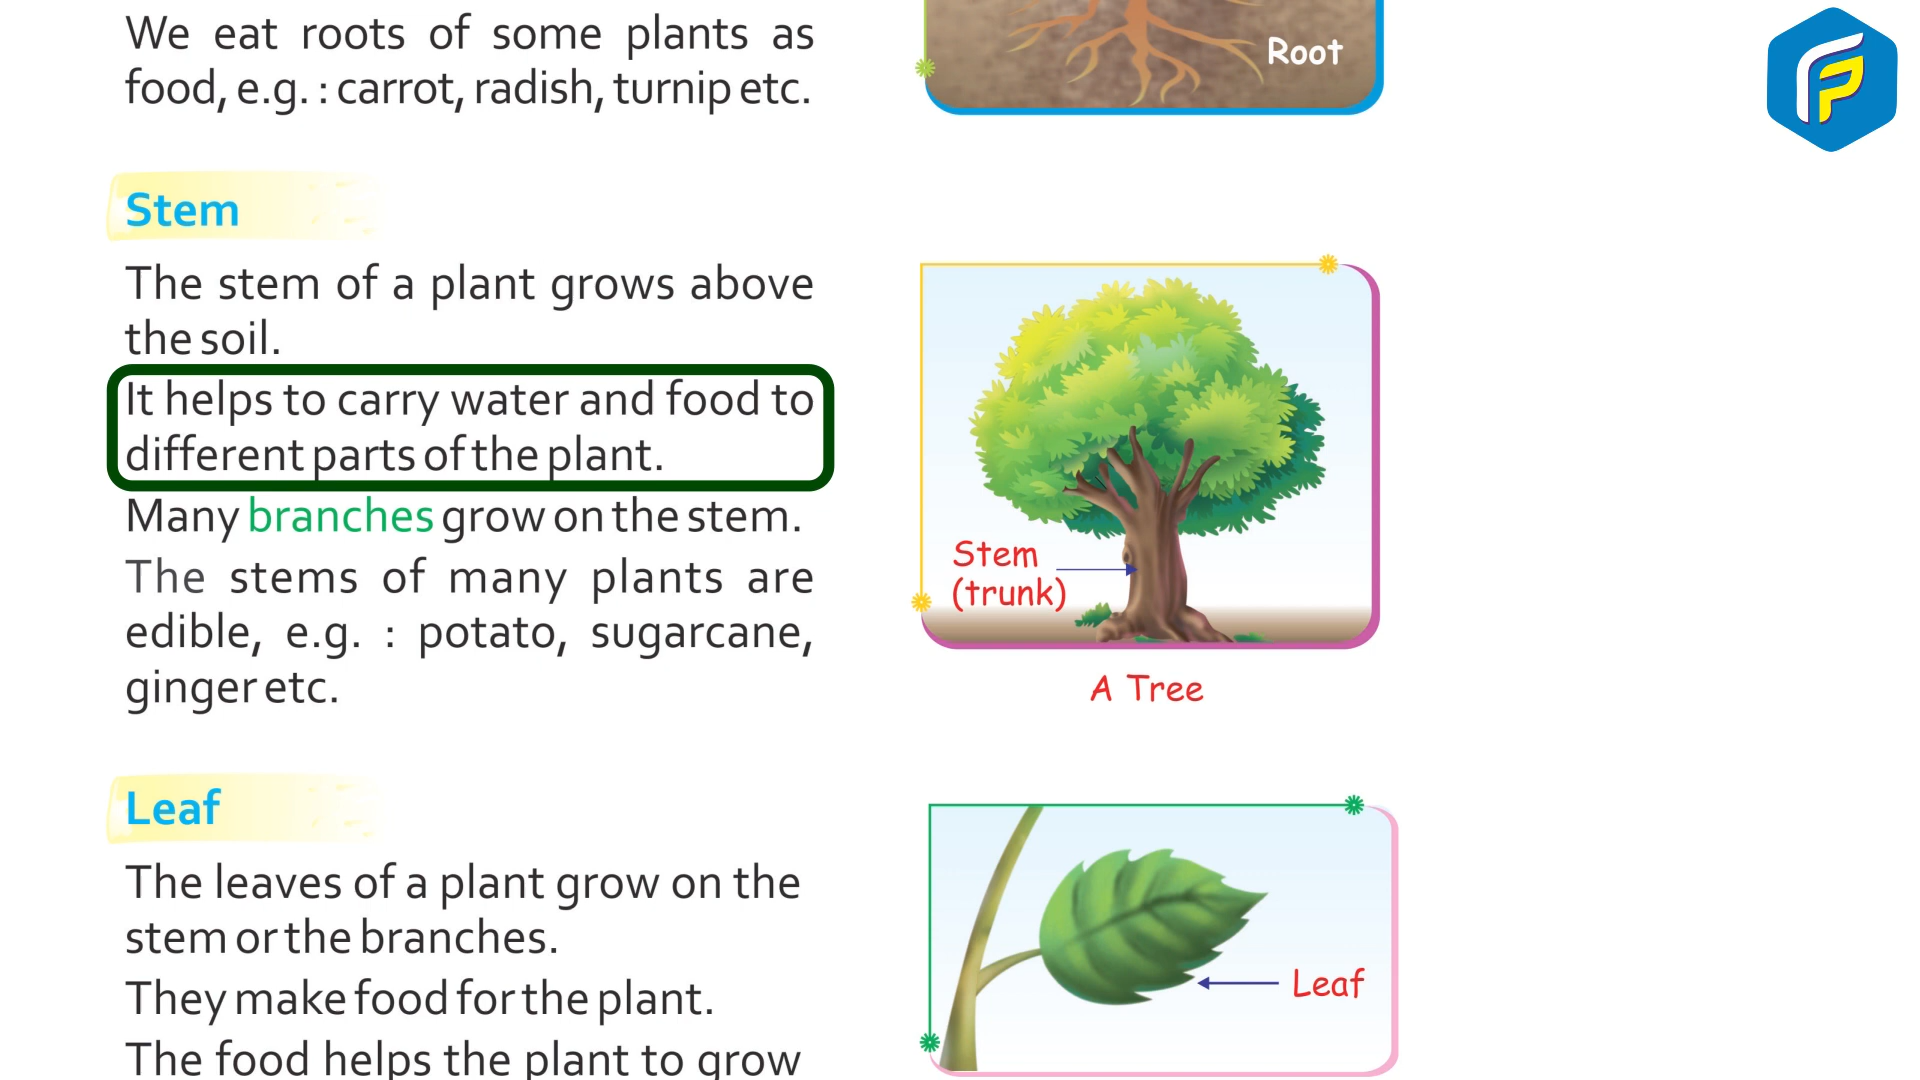 We eat roots of some plants as
food, e.g. : carrot, radish, turnip etc.
Root
Stem
The stem of a plant grows above
the soil.
It helps to carry water and food to
different parts of the plant.
Many branches grow on the stem.
The stems of many plants are
edible, e.g. : potato, sugarcane,
ginger etc.
Stem
(trunk)
A Tree
Leaf
The leaves of a plant grow on the
stem or the branches.
They make food for the plant.
The food helps the plant to grow
Leaf